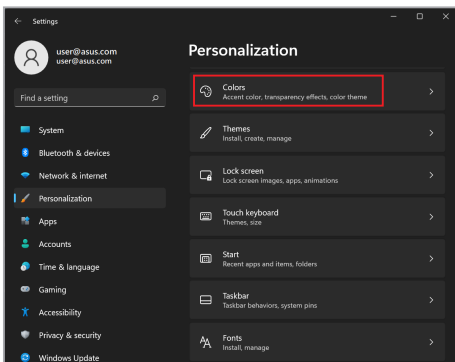 Settings
user@asus.com
user@asus.com
Find a setting
System
Bluetooth & devices
Network & internet
Personalization
Apps
Accounts
Time & language
Gaming
Accessibility
Privacy & security
Windows Update
Personalization
Colors
Accent color, transparency effects, color theme
Themes
Install, create, manage
Lock screen
Lock screen images, apps, animations
Touch keyboard
Themes, size
Start
Recent apps and items, folders
Taskbar
Taskbar behaviors, system pins
Fonts
Install, manage